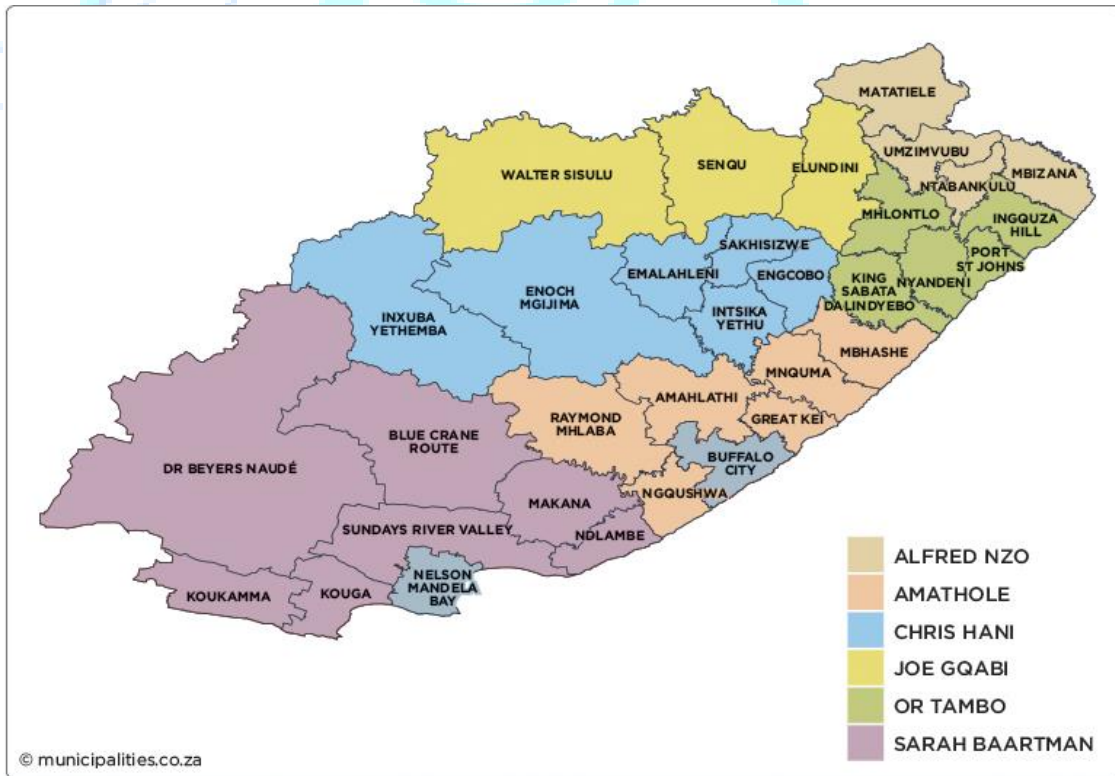 MATATIELE
UMZIMVUBU
MBIZANA
NTABANKULU
SENQU
ELUNDINI
WALTER SISULU
MHLONTLO
INGQUZA
HILL
PORT
ST JOHNS
NYANDENI
KING
SABATA
DALINDYEBO
SAKHISIZWE
EMALAHLENI
ENGCOBO
ENOCH
MGIJIMA
INTSIKA
YETHU
INXUBA
YETHEMBA
MBHASHE
MNQUMA
AMAHLATHI
GREAT KEI
RAYMOND
MHLABA
BLUE CRANE
ROUTE
BUFFALO
CITY
DR BEYERS NAUDÉ
NGQUSHWA
MAKANA
SUNDAYS RIVER VALLEY
NDLAMBE
NELSON
MANDELA
BAY
KOUKAMMA
KOUGA
ALFRED NZO
AMATHOLE
CHRIS HANI
JOE GQABI
OR TAMBO
SARAH BAARTMAN
© municipalities.co.za